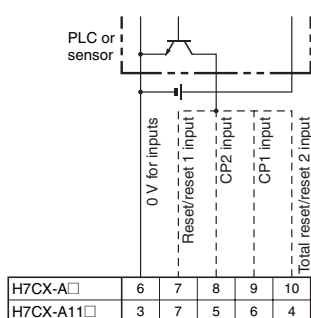 PLC or
sensor
0 V for inputs
Reset/reset 1 input
CP2 input
CP1 input
Total reset/reset 2 input
H7CX-A□ 6 7 8 9 10
H7CX-A11□ 3 7 5 6 4